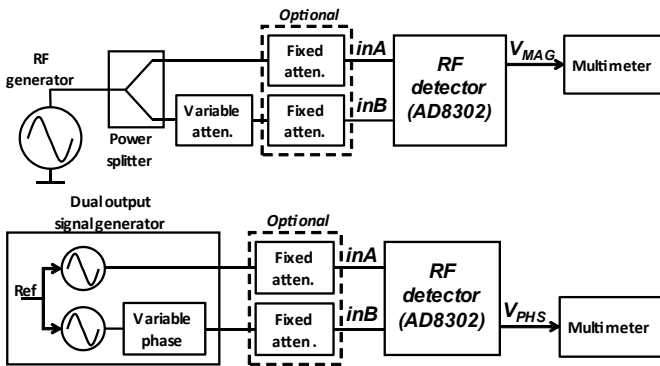 Optional
RF
generator
Power
splitter
Variable
atten.
Fixed
atten.
Fixed
atten.
inA
inB
RF
detector
(AD8302)
VMAG
Multimeter
Dual output
signal generator
Ref
Variable
phase
Optional
Fixed
atten.
Fixed
atten.
inA
inB
RF
detector
(AD8302)
VPHS
Multimeter